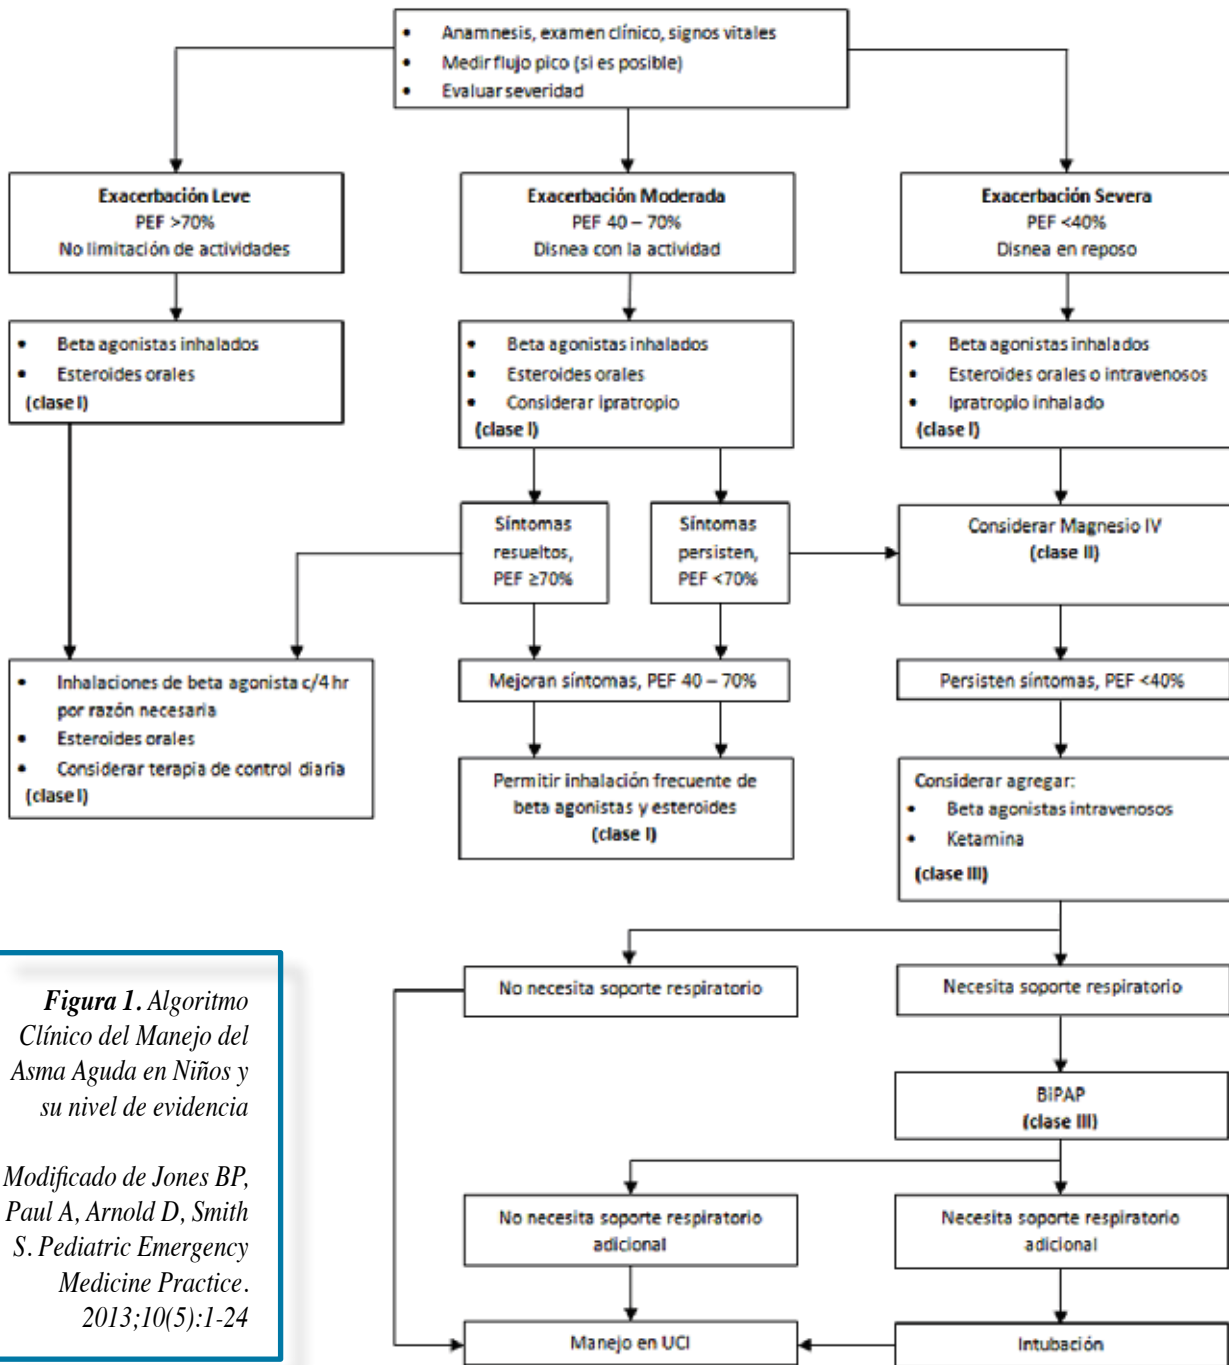 • Anamnesis, examen clínico, signos vitales
• Medir flujo pico (si es posible)
• Evaluar severidad
Exacerbación Leve
PEF >70%
No limitación de actividades
Exacerbación Moderada
PEF 40 – 70%
Disnea con la actividad
Exacerbación Severa
PEF <40%
Disnea en reposo
• Beta agonistas inhalados
• Esteroides orales
(clase I)
• Beta agonistas inhalados
• Esteroides orales
• Considerar ipratropio
(clase I)
• Beta agonistas inhalados
• Esteroides orales o intravenosos
• Ipratropio inhalado
(clase I)
Síntomas
resueltos,
PEF ≥70%
Síntomas
persisten,
PEF <70%
Considerar Magnesio IV
(clase II)
• Inhalaciones de beta agonista c/4 hr
por razón necesaria
• Esteroides orales
• Considerar terapia de control diaria
(clase I)
Mejoran síntomas, PEF 40 – 70%
Persisten síntomas, PEF <40%
Permitir inhalación frecuente de
beta agonistas y esteroides
(clase I)
Considerar agregar:
• Beta agonistas intravenosos
• Ketamina
(clase III)
No necesita soporte respiratorio
Necesita soporte respiratorio
BiPAP
(clase III)
No necesita soporte respiratorio
adicional
Necesita soporte respiratorio
adicional
Manejo en UCI
Intubación
Figura 1. Algoritmo
Clínico del Manejo del
Asma Aguda en Niños y
su nivel de evidencia
Modificado de Jones BP,
Paul A, Arnold D, Smith
S. Pediatric Emergency
Medicine Practice.
2013;10(5):1-24